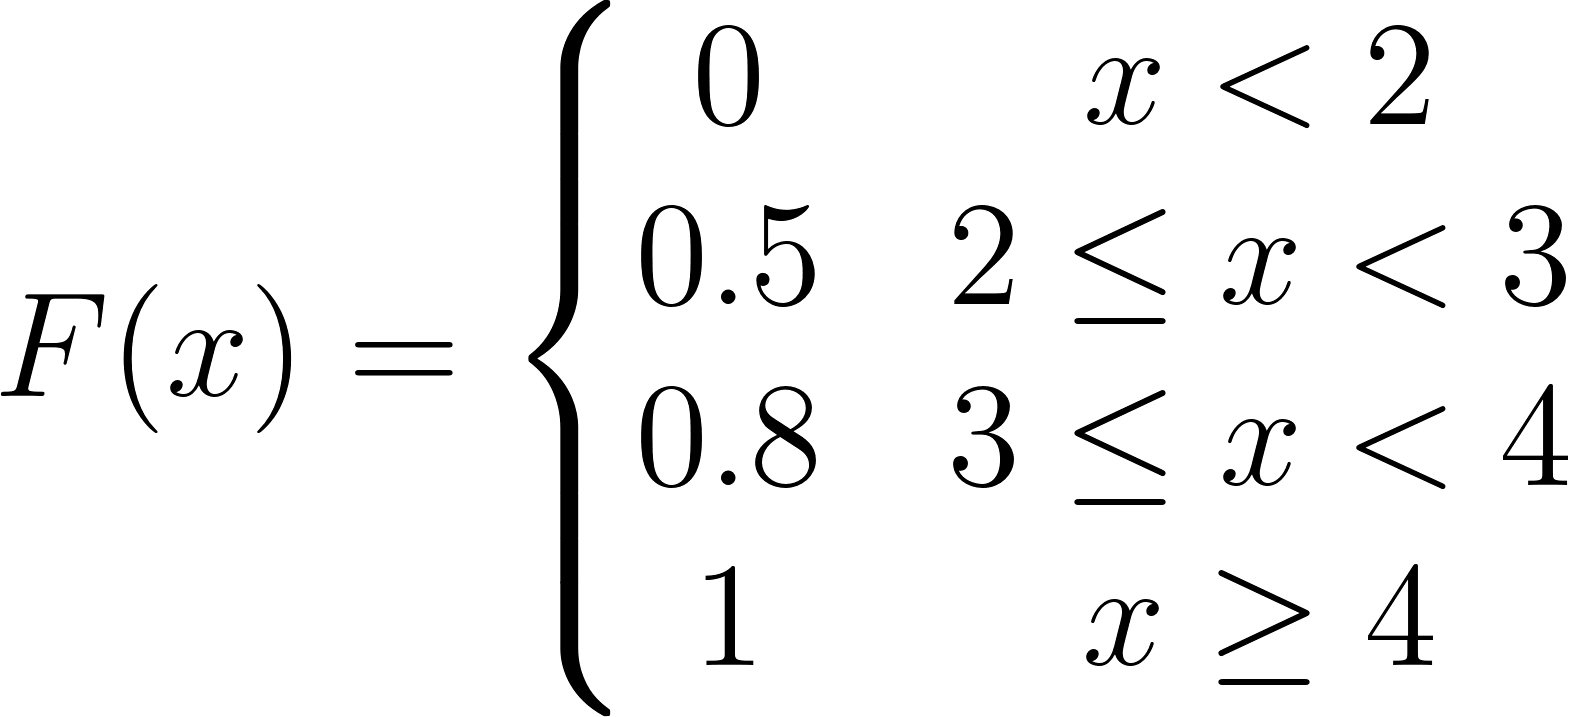 F(x) = { 0 x < 2
0.5 2 ≤ x < 3
0.8 3 ≤ x < 4
1 x ≥ 4